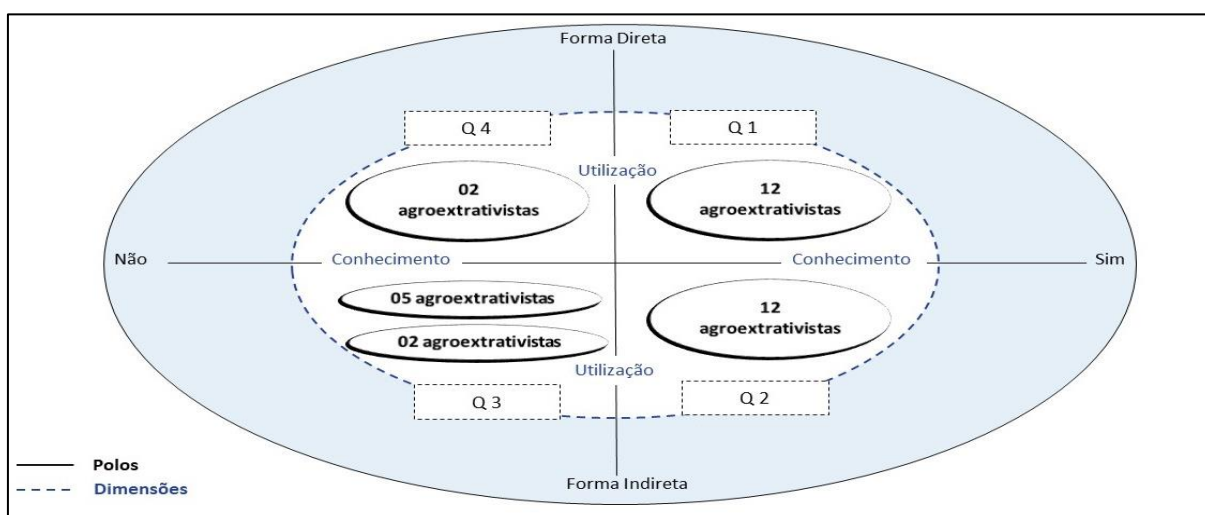 Forma Direta
Q 4
Q 1
Utilização
02
agroextrativistas
12
agroextrativistas
Não
Conhecimento
Conhecimento
Sim
05 agroextrativistas
02 agroextrativistas
12
agroextrativistas
Utilização
Q 3
Q 2
Forma Indireta
Polos
Dimensões